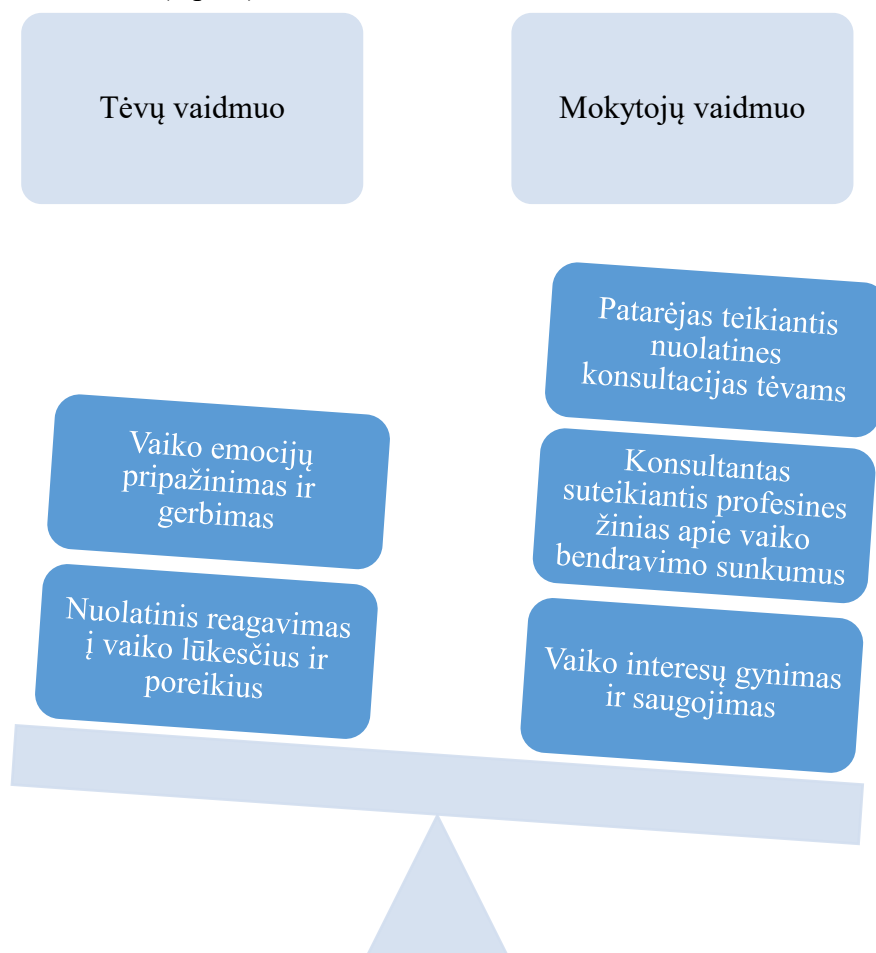 Tėvų vaidmuo
Mokytojų vaidmuo
Patarėjas teikiantis
nuolatines
konsultacijas tėvams
Vaiko emocijų
pripažinimas ir
gerbimas
Konsultantas
suteikiantis profesines
žinias apie vaiko
bendravimo sunkumus
Nuolatinis reagavimas
į vaiko lūkesčius ir
poreikius
Vaiko interesų gynimas
ir saugojimas